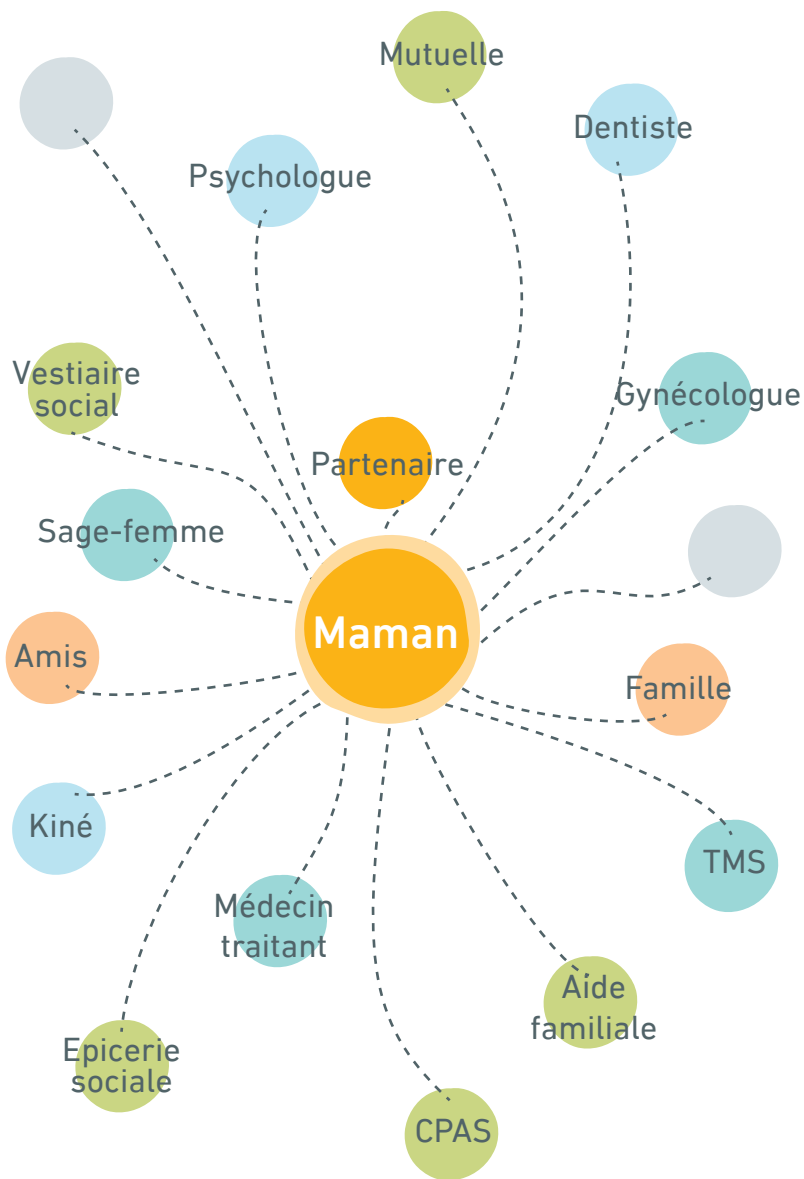 Mutuelle
Dentiste
Psychologue
Vestiaire
social
Gynécologue
Partenaire
Sage-femme
Maman
Amis
Famille
Kiné
TMS
Médecin
traitant
Aide
familiale
Epicerie
sociale
CPAS